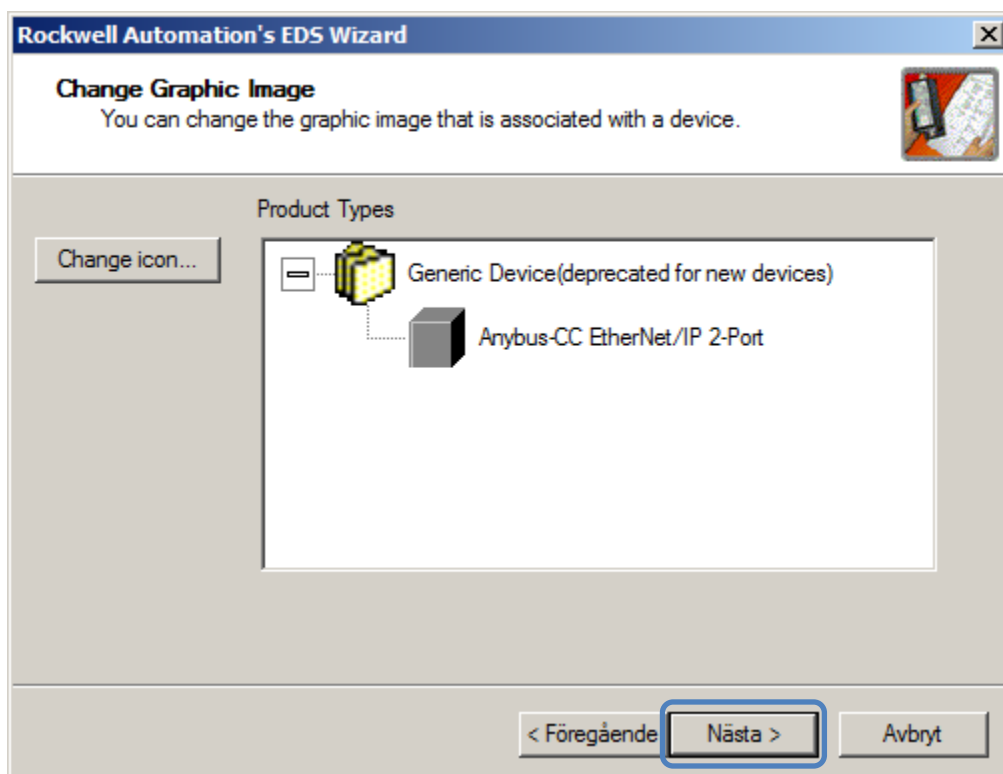 Rockwell Automation's EDS Wizard
Change Graphic Image
You can change the graphic image that is associated with a device.
Product Types
Change icon...
Generic Device(deprecated for new devices)
Anybus-CC EtherNet/IP 2-Port
< Föregående
Nästa >
Avbryt